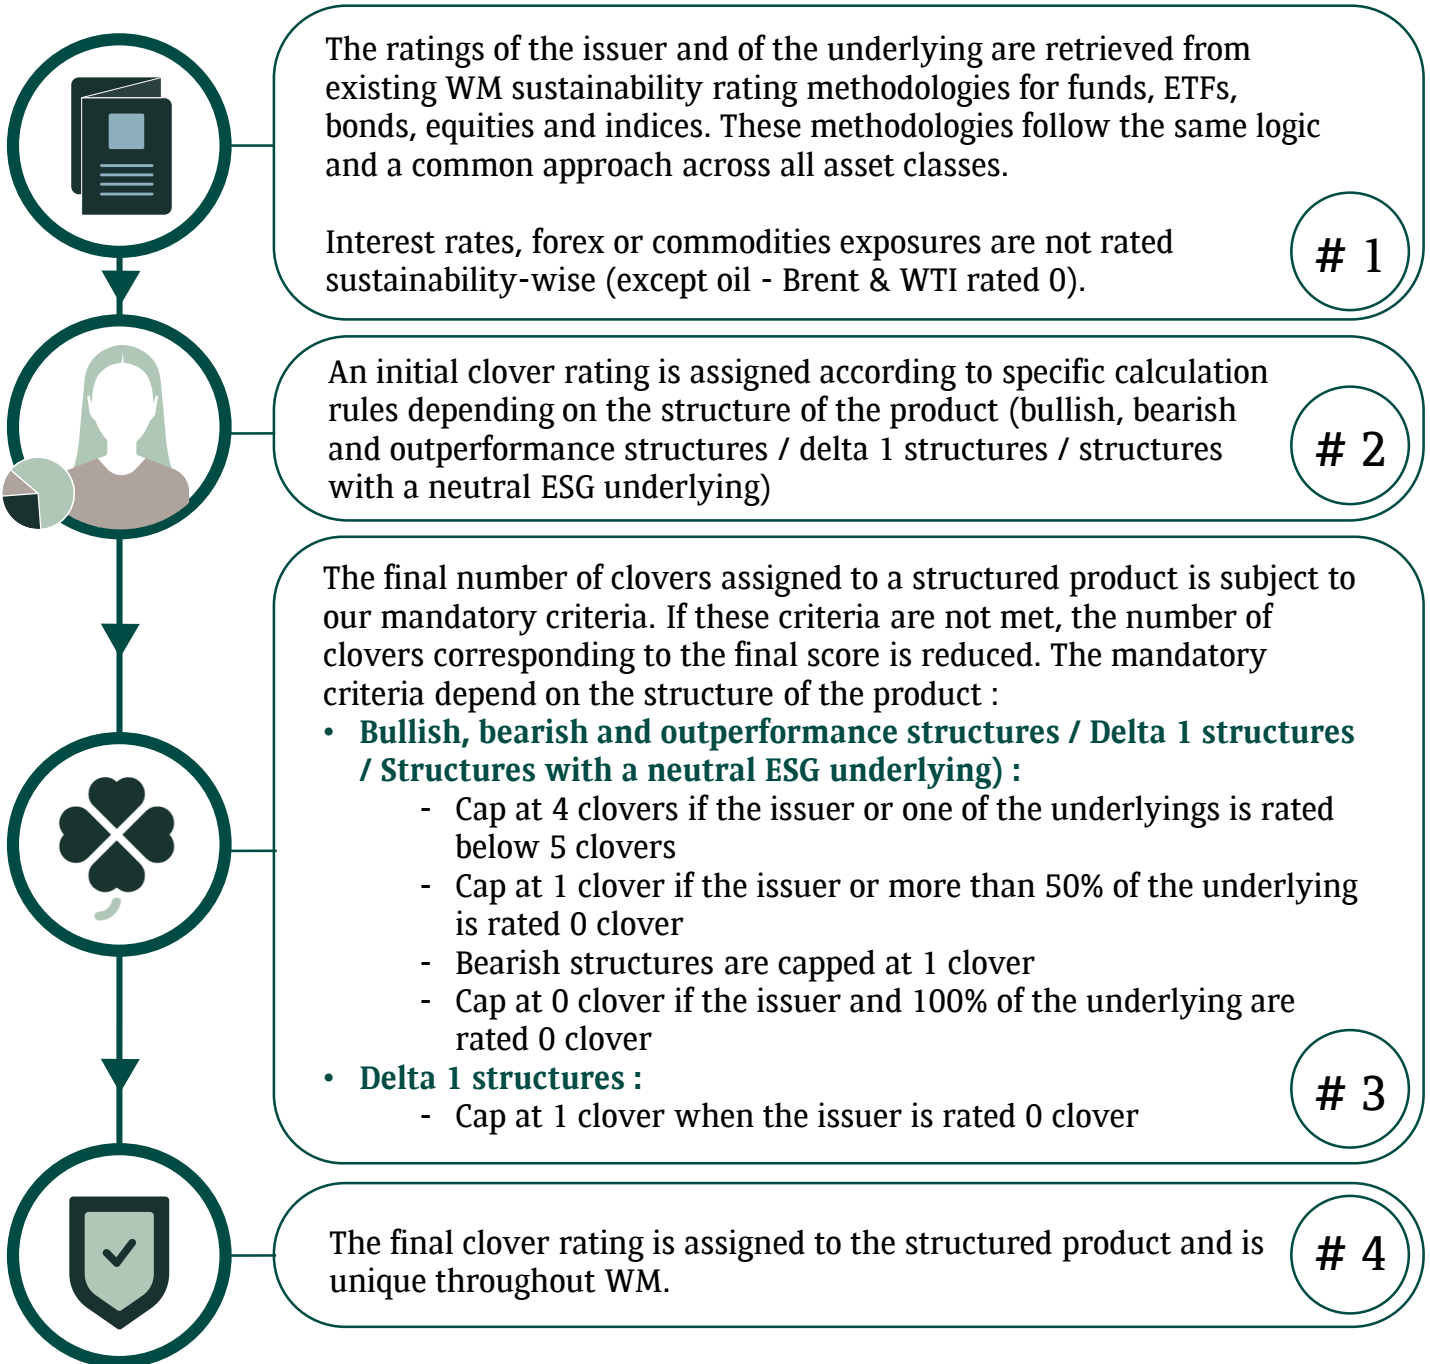 The ratings of the issuer and of the underlying are retrieved from
existing WM sustainability rating methodologies for funds, ETFs,
bonds, equities and indices. These methodologies follow the same logic
and a common approach across all asset classes.
Interest rates, forex or commodities exposures are not rated
sustainability-wise (except oil - Brent & WTI rated 0).
# 1
An initial clover rating is assigned according to specific calculation
rules depending on the structure of the product (bullish, bearish
and outperformance structures / delta 1 structures / structures
with a neutral ESG underlying)
# 2
The final number of clovers assigned to a structured product is subject to
our mandatory criteria. If these criteria are not met, the number of
clovers corresponding to the final score is reduced. The mandatory
criteria depend on the structure of the product :
• Bullish, bearish and outperformance structures / Delta 1 structures
/ Structures with a neutral ESG underlying) :
- Cap at 4 clovers if the issuer or one of the underlyings is rated
below 5 clovers
- Cap at 1 clover if the issuer or more than 50% of the underlying
is rated 0 clover
- Bearish structures are capped at 1 clover
- Cap at 0 clover if the issuer and 100% of the underlying are
rated 0 clover
• Delta 1 structures :
- Cap at 1 clover when the issuer is rated 0 clover
# 3
The final clover rating is assigned to the structured product and is
unique throughout WM.
# 4